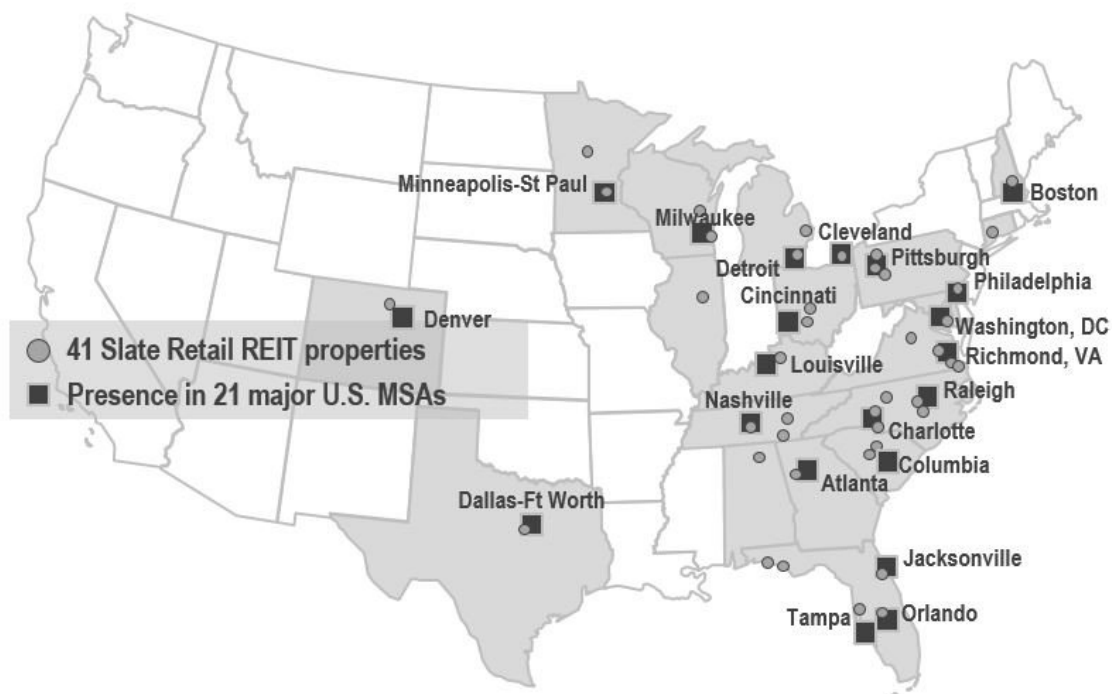 Minneapolis-St Paul
Boston
Milwaukee
Cleveland
Detroit
Pittsburgh
Philadelphia
Cincinnati
Denver
Washington, DC
41 Slate Retail REIT properties
Richmond, VA
Louisville
Presence in 21 major U.S. MSAs
Raleigh
Nashville
Charlotte
Columbia
Atlanta
Dallas-Ft Worth
Jacksonville
Tampa
Orlando